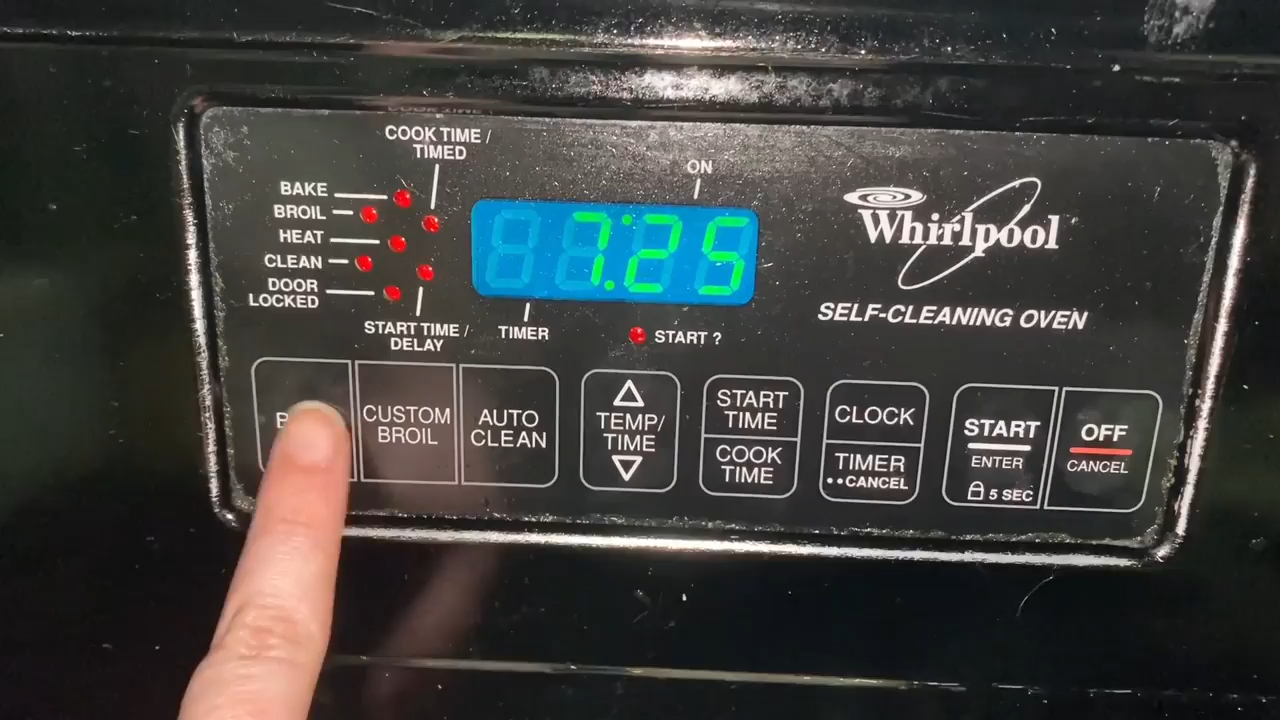 COOK TIME /
TIMED
ON
BAKE
BROIL
HEAT
CLEAN
DOOR
LOCKED
7:25
Whirlpool
SELF-CLEANING OVEN
START TIME /
DELAY
TIMER
START ?
CUSTOM
BROIL
AUTO
CLEAN
TEMP/
TIME
START
TIME
COOK
TIME
CLOCK
TIMER
••CANCEL
START
ENTER
5 SEC
OFF
CANCEL